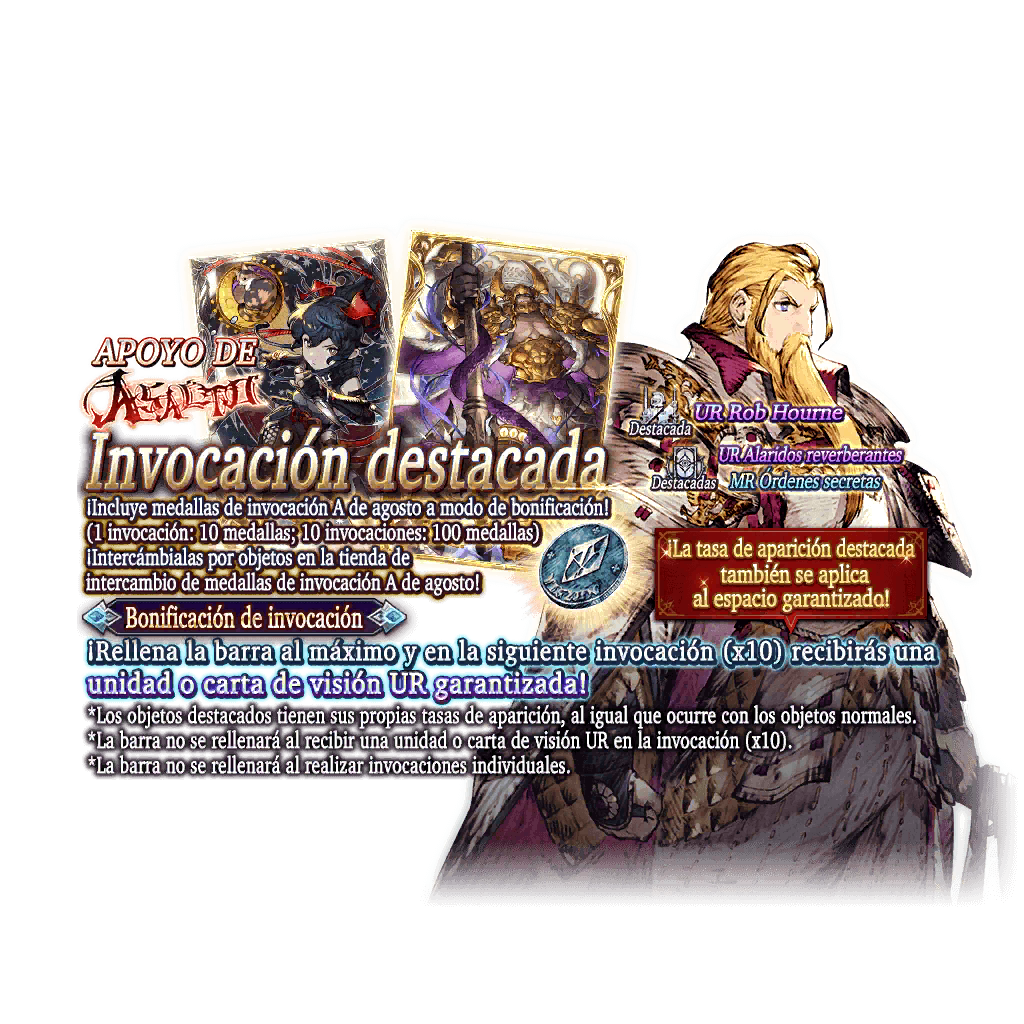 APOYO DE
ASALTO
Invocación destacada
¡Incluye medallas de invocación A de agosto a modo de bonificación!
(1 invocación: 10 medallas; 10 invocaciones: 100 medallas)
¡Intercámbialas por objetos en la tienda de
intercambio de medallas de invocación A de agosto!
Destacada
UR Rob Hourne
Destacadas
UR Alaridos reverberantes
MR Órdenes secretas
¡La tasa de aparición destacada
también se aplica
al espacio garantizado!
Bonificación de invocación
¡Rellena la barra al máximo y en la siguiente invocación (x10) recibirás una
unidad o carta de visión UR garantizada!
*Los objetos destacados tienen sus propias tasas de aparición, al igual que ocurre con los objetos normales.
*La barra no se rellenará al recibir una unidad o carta de visión UR en la invocación (x10).
*La barra no se rellenará al realizar invocaciones individuales.